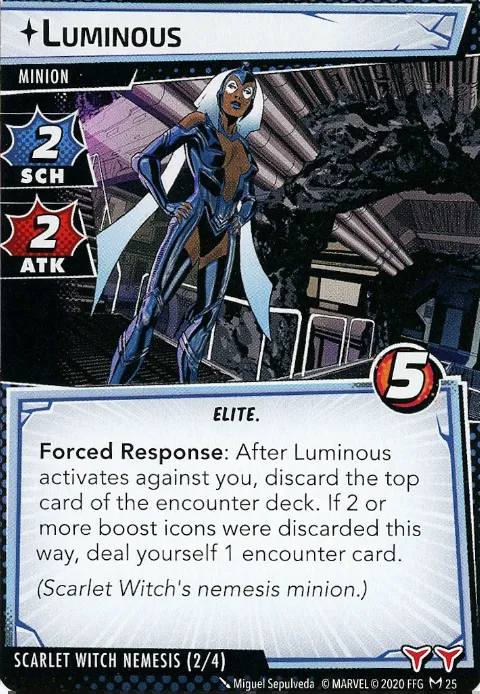 Luminous
MINION
2
SCH
2
ATK
5
ELITE.
Forced Response: After Luminous
activates against you, discard the top
card of the encounter deck. If 2 or
more boost icons were discarded this
way, deal yourself 1 encounter card.
(Scarlet Witch's nemesis minion.)
SCARLET WITCH NEMESIS (2/4)
Miguel Sepulveda © MARVEL © 2020 FFG 25